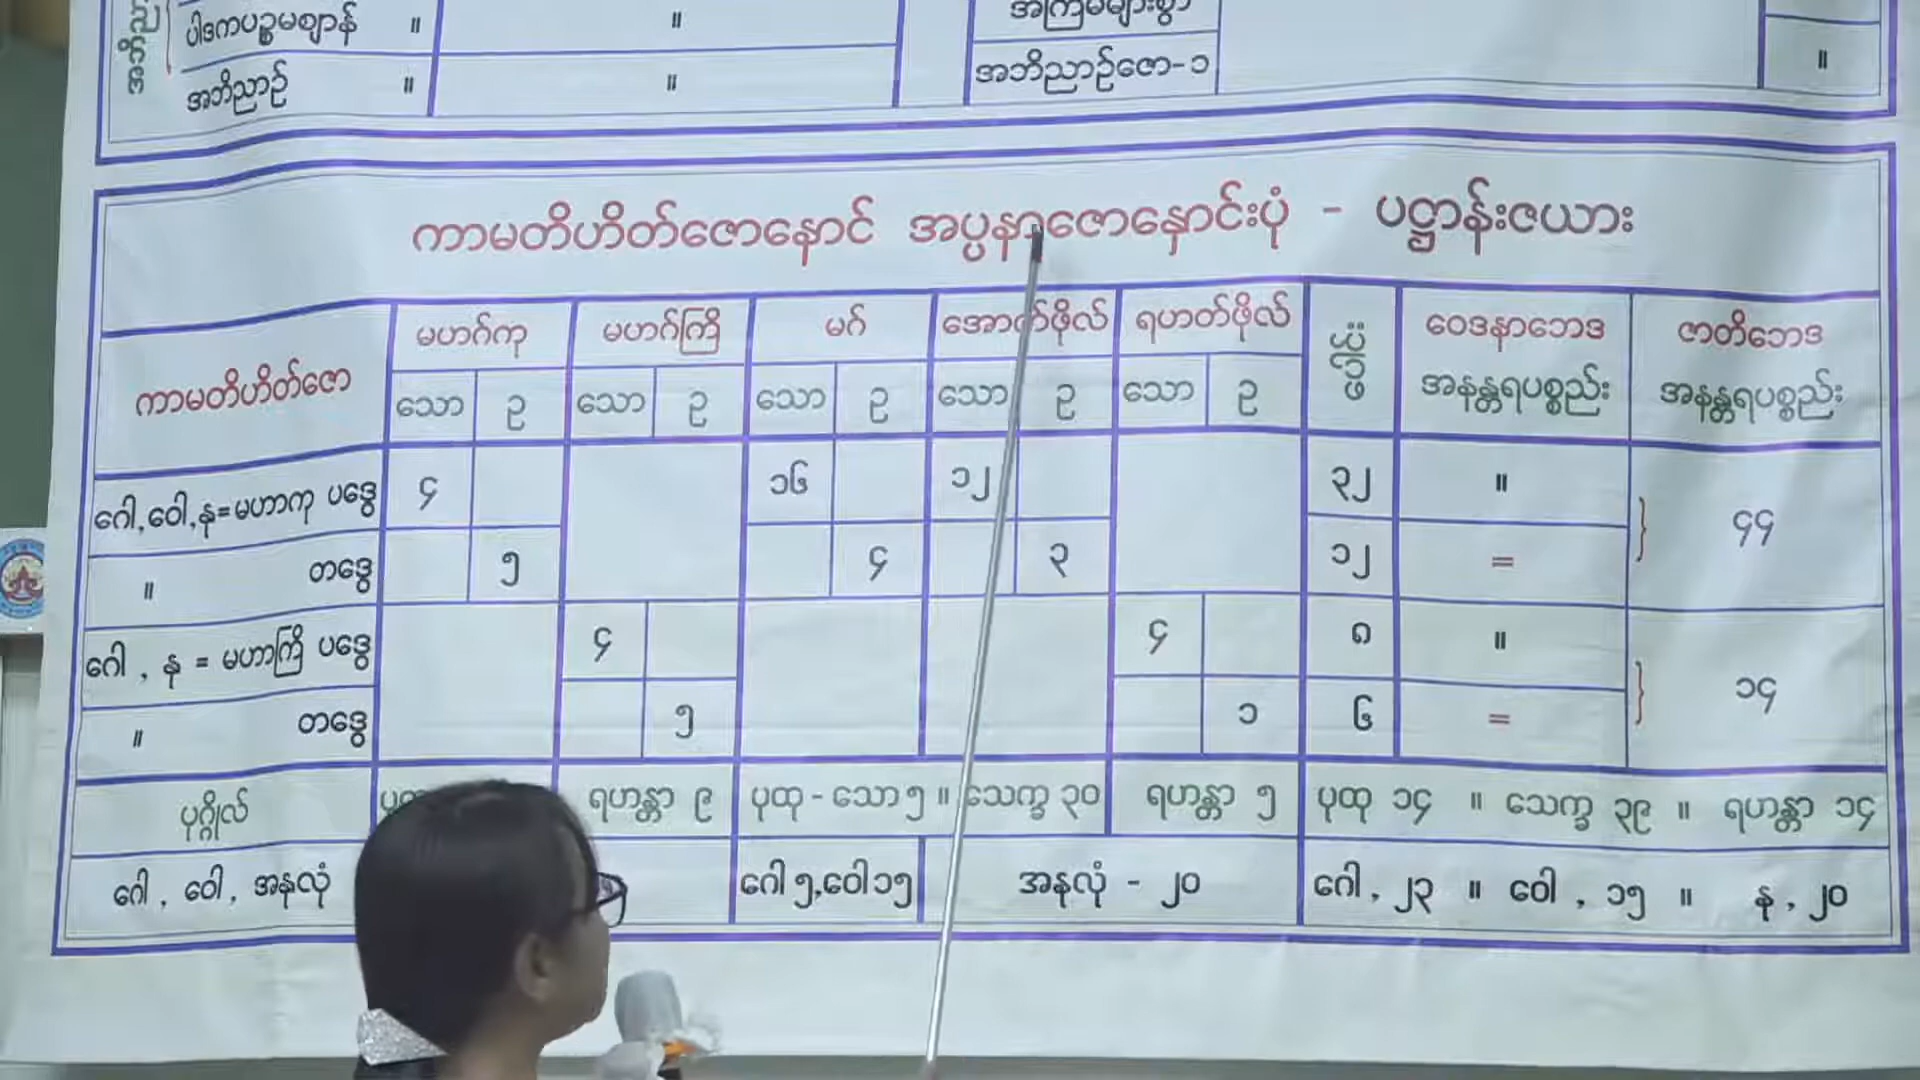 ပါဒကပဉ္စမဈာန် ॥ ॥
အဘိညာဉ် ॥ ॥ အဘိညာဉ်ဇော-၁ ॥
ကာမတိဟိတ်ဇောနောင် အပ္ပနာဇောနှောင်းပုံ - ပဋ္ဌာန်းဇယား
ကာမတိဟိတ်ဇော မဟဂ်ကု မဟဂ်ကြိ မဂ် အောက်ဖိုလ် ရဟတ်ဖိုလ် ဝေဒနာဘေဒ အနန္တရပစ္စည်း ဇာတိဘေဒ အနန္တရပစ္စည်း
သော ဥ သော ဥ သော ဥ သော ဥ သော ဥ
ဂေါ,ဝေါ,နု=မဟာကု ပဒွေ ၄ ၁၆ ၁၂ ၃၂ ॥ ၄၄
॥ တဒွေ ၅ ၄ ၃ ၁၂ =
ဂေါ , နု = မဟာကြိ ပဒွေ ၄ ၄ ၈ ॥ ၁၄
॥ တဒွေ ၅ ၁ ၆ =
ပုဂ္ဂိုလ် ရဟန္တာ ၉ ပုထု - သော ၅ ॥ သေက္ခ ၃၀ ရဟန္တာ ၅ ပုထု ၁၄ ॥ သေက္ခ ၃၉ ॥ ရဟန္တာ ၁၄
ဂေါ , ဝေါ , အနုလုံ ဂေါ ၅,ဝေါ ၁၅ အနုလုံ - ၂၀ ဂေါ , ၂၃ ॥ ဝေါ , ၁၅ ॥ နု , ၂၀